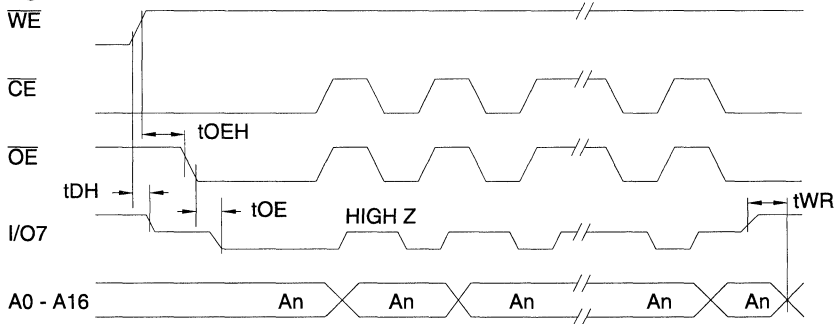 WE
CE
tOEH
OE
tDH
tOE
HIGH Z
tWR
I/O7
A0 - A16 An An An An An